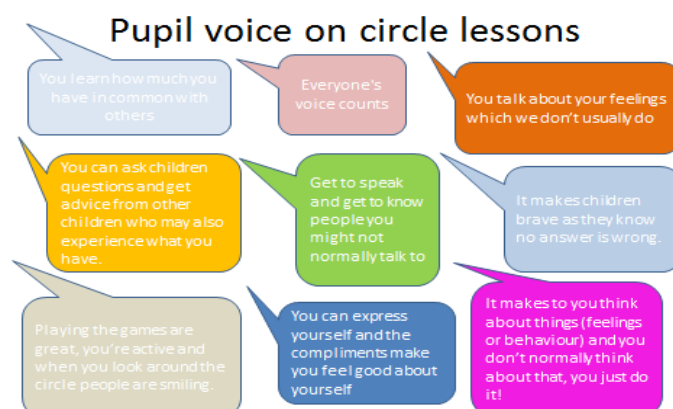 Pupil voice on circle lessons
You learn how much you
have in common with
others
Everyone's
voice counts
You talk about your feelings
which we don't usually do
You can ask children
questions and get
advice from other
children who may also
experience what you
have.
Get to speak
and get to know
people you
might not
normally talk to
It makes children
brave as they know
no answer is wrong.
Playing the games are
great, you're active and
when you look around the
circle people are smiling.
You can express
yourself and the
compliments make
you feel good about
yourself
It makes to you think
about things (feelings
or behaviour) and you
don't normally think
about that, you just do
it!